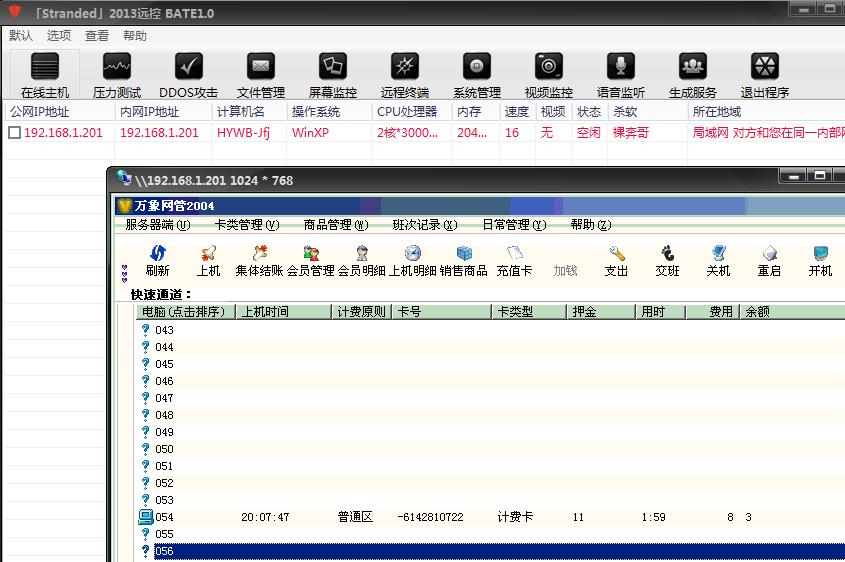 「Stranded」2013远控 BATE1.0
默认 选项 查看 帮助
在线主机 压力测试 DDOS攻击 文件管理 屏幕监控 远程终端 系统管理 视频监控 语音监听 生成服务 退出程序
公网IP地址 内网IP地址 计算机名 操作系统 CPU处理器 内存 速度 视频 状态 杀软 所在地域
192.168.1.201 192.168.1.201 HYWB-Jfj WinXP 2核*3000... 204... 16 无 空闲 裸奔哥 局域网 对方和您在同一内部
\\192.168.1.201 1024 * 768
万象网管2004
服务器端(U) 卡类管理(V) 商品管理(W) 班次记录(X) 日常管理(Y) 帮助(Z)
刷新 上机 集体结账 会员管理 会员明细 上机明细 销售商品 充值卡 加钱 支出 交班 关机 重启 开机
快速通道：
电脑(点击排序) 上机时间 计费原则 卡号 卡类型 押金 用时 费用 余额
043
044
045
046
047
048
049
050
051
052
053
054 20:07:47 普通区 -6142810722 计费卡 11 1:59 8 3
055
056